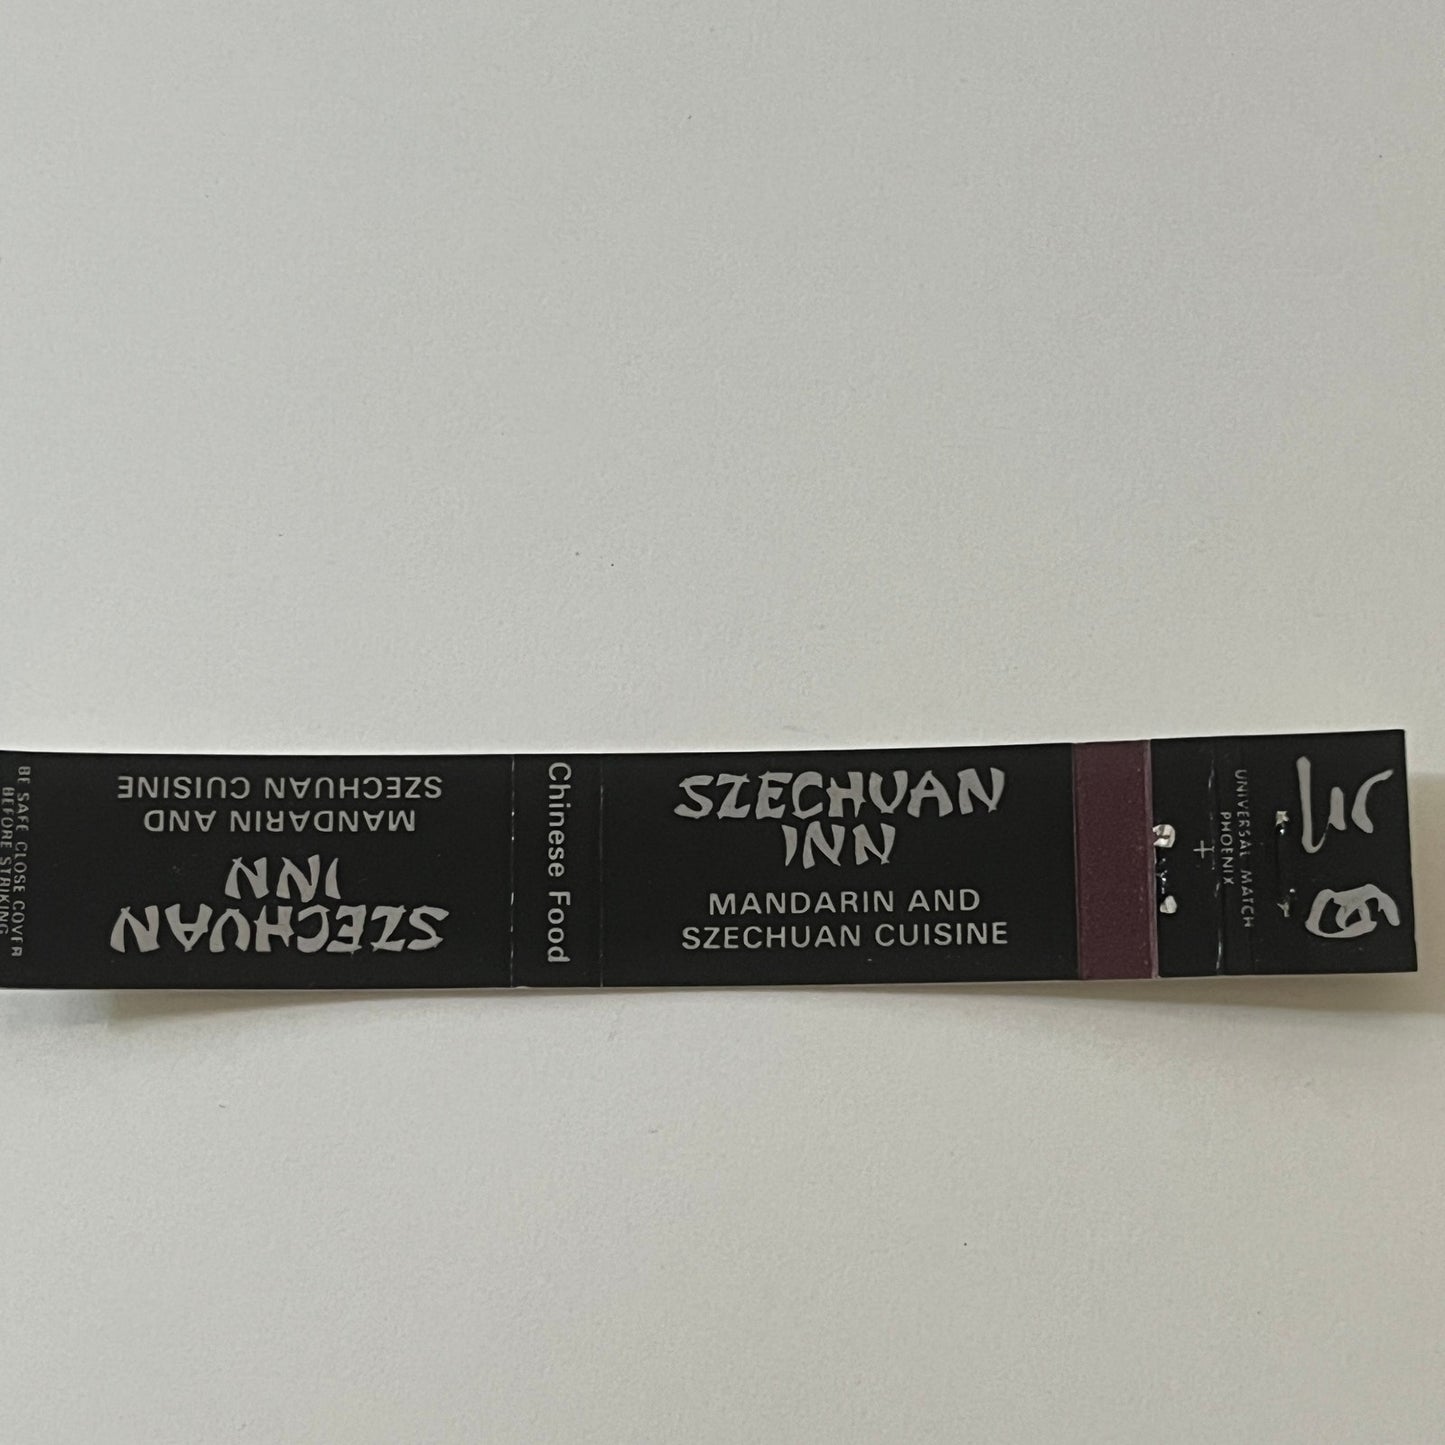 BE SAFE CLOSE COVER
BEFORE STRIKING
SZECHUAN
INN
MANDARIN AND
SZECHUAN CUISINE
Chinese Food
SZECHUAN
INN
MANDARIN AND
SZECHUAN CUISINE
UNIVERSAL MATCH
PHOENIX
四川